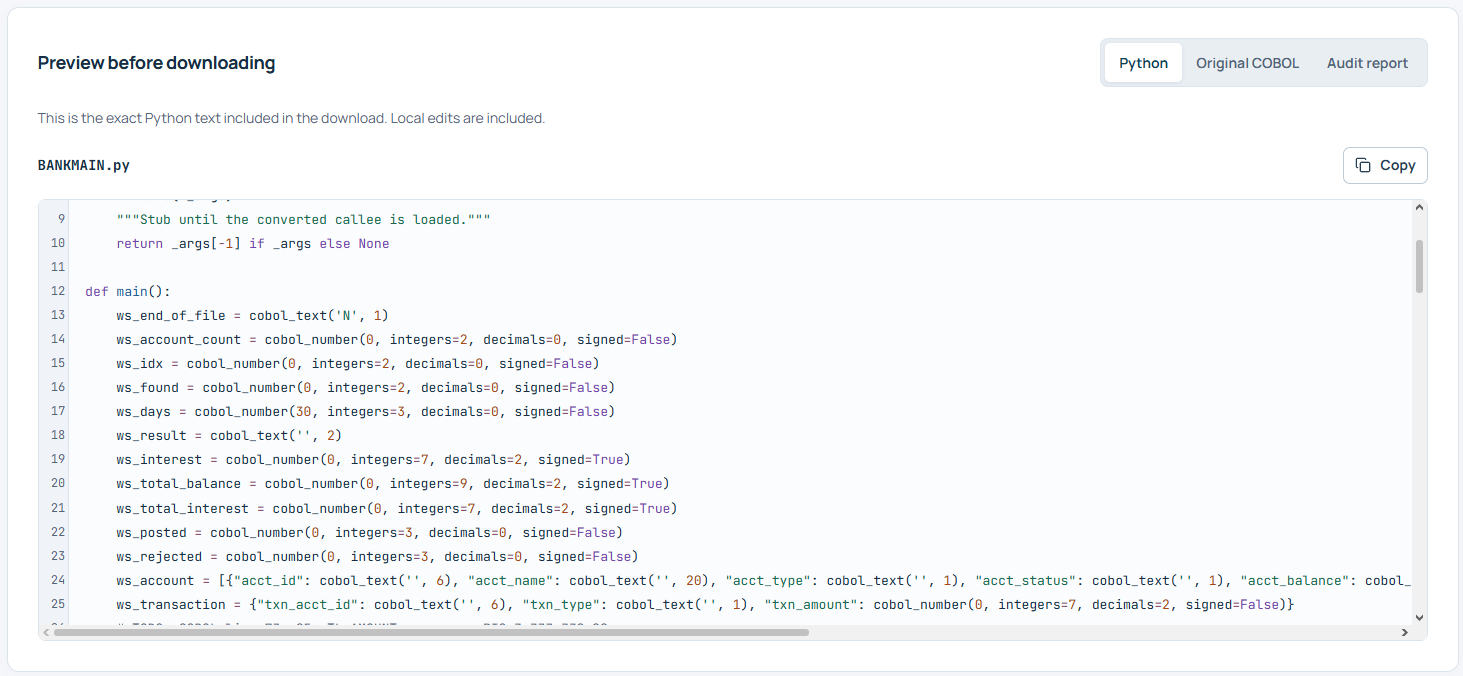 Preview before downloading
Python
Original COBOL
Audit report
This is the exact Python text included in the download. Local edits are included.
BANKMAIN.py
Copy
9     """Stub until the converted callee is loaded."""
10     return _args[-1] if _args else None
11
12 def main():
13     ws_end_of_file = cobol_text('N', 1)
14     ws_account_count = cobol_number(0, integers=2, decimals=0, signed=False)
15     ws_idx = cobol_number(0, integers=2, decimals=0, signed=False)
16     ws_found = cobol_number(0, integers=2, decimals=0, signed=False)
17     ws_days = cobol_number(30, integers=3, decimals=0, signed=False)
18     ws_result = cobol_text('', 2)
19     ws_interest = cobol_number(0, integers=7, decimals=2, signed=True)
20     ws_total_balance = cobol_number(0, integers=9, decimals=2, signed=True)
21     ws_total_interest = cobol_number(0, integers=7, decimals=2, signed=True)
22     ws_posted = cobol_number(0, integers=3, decimals=0, signed=False)
23     ws_rejected = cobol_number(0, integers=3, decimals=0, signed=False)
24     ws_account = [{"acct_id": cobol_text('', 6), "acct_name": cobol_text('', 20), "acct_type": cobol_text('', 1), "acct_status": cobol_text('', 1), "acct_balance": cobol_
25     ws_transaction = {"txn_acct_id": cobol_text('', 6), "txn_type": cobol_text('', 1), "txn_amount": cobol_number(0, integers=7, decimals=2, signed=False)}